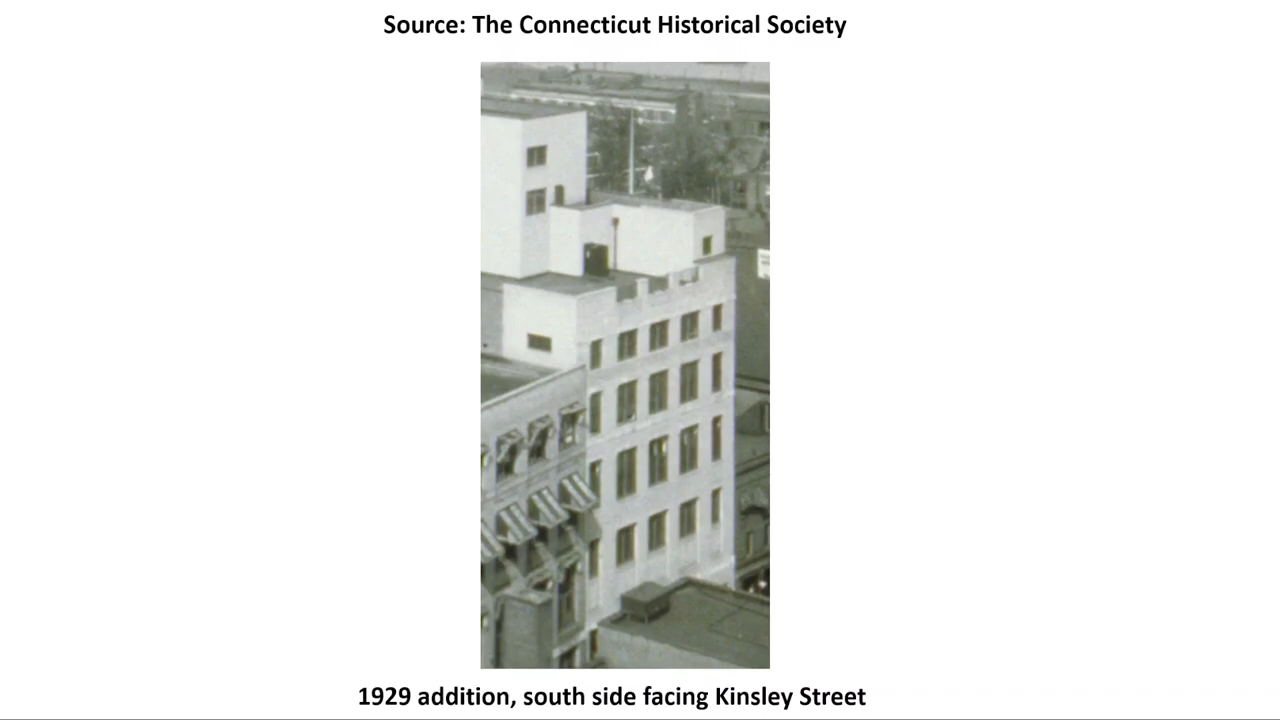 Source: The Connecticut Historical Society
1929 addition, south side facing Kinsley Street